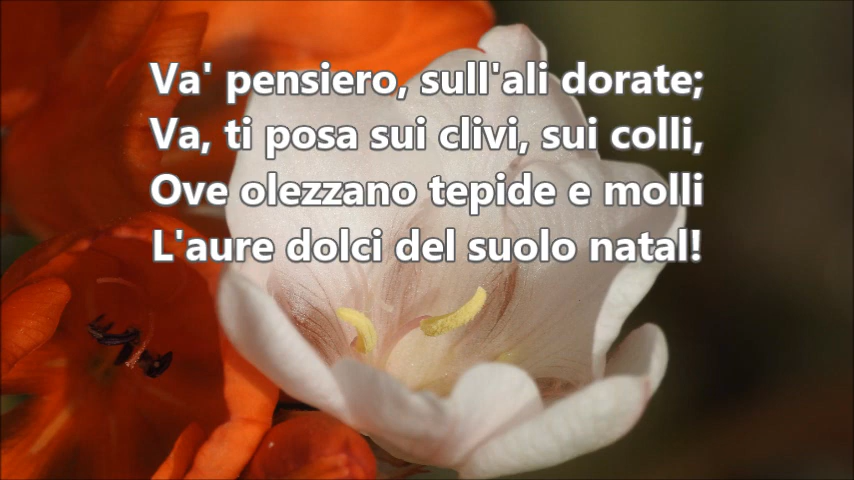 Va' pensiero, sull'ali dorate;
Va, ti posa sui clivi, sui colli,
Ove olezzano tepide e molli
L'aure dolci del suolo natal!